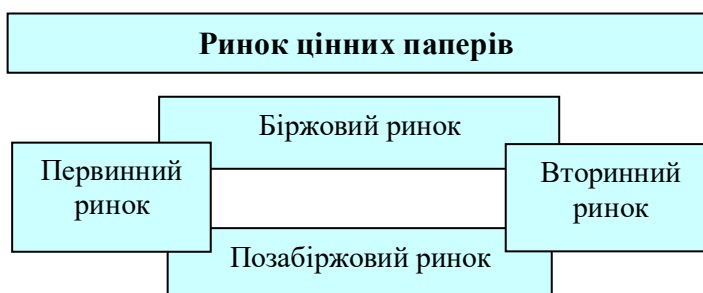 Ринок цінних паперів
Біржовий ринок
Первинний
ринок
Вторинний
ринок
Позабіржовий ринок